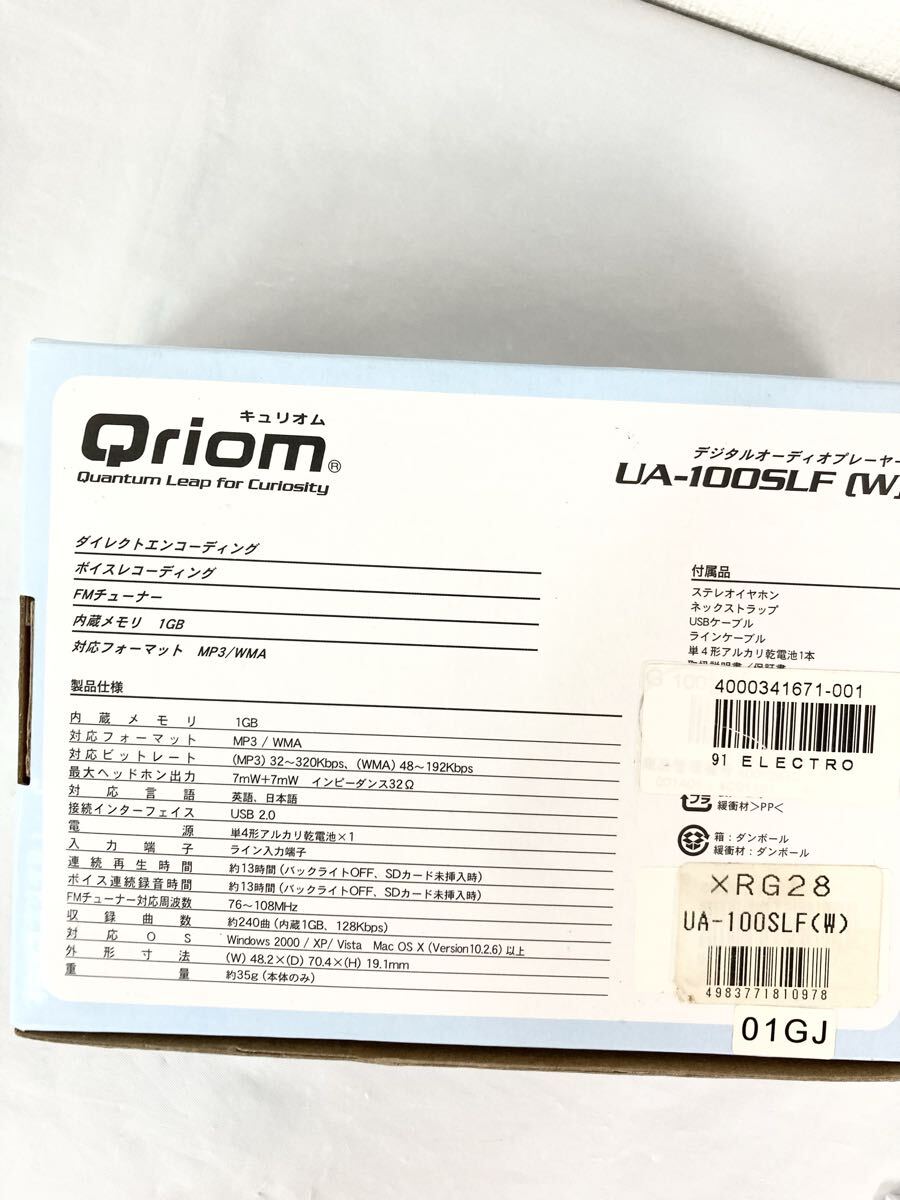 キュリオム
Qriom®
Quantum Leap for Curiosity
デジタルオーディオプレーヤー
UA-100SLF (W)
ダイレクトエンコーディング
ボイスレコーディング
FMチューナー
内蔵メモリ 1GB
対応フォーマット MP3/WMA
製品仕様
内蔵メモリ 1GB
対応フォーマット MP3 / WMA
対応ビットレート (MP3) 32～320Kbps、(WMA) 48～192Kbps
最大ヘッドホン出力 7mW+7mW インピーダンス32Ω
対応言語 英語、日本語
接続インターフェイス USB 2.0
電源 単4形アルカリ乾電池×1
入力端子 ライン入力端子
連続再生時間 約13時間（バックライトOFF、SDカード未挿入時）
ボイス連続録音時間 約13時間（バックライトOFF、SDカード未挿入時）
FMチューナー対応周波数 76～108MHz
収録曲数 約240曲（内蔵1GB、128Kbps）
対応OS Windows 2000 / XP/ Vista Mac OS X (Version10.2.6) 以上
外形寸法 (W) 48.2×(D) 70.4×(H) 19.1mm
重量 約35g（本体のみ）
付属品
ステレオイヤホン
ネックストラップ
USBケーブル
ラインケーブル
単4形アルカリ乾電池1本
取扱説明書／保証書
4000341671-001
91 ELECTRO
プラ
緩衝材>PP<
箱：ダンボール
緩衝材：ダンボール
×RG28
UA-100SLF(W)
4983771810978
01GJ